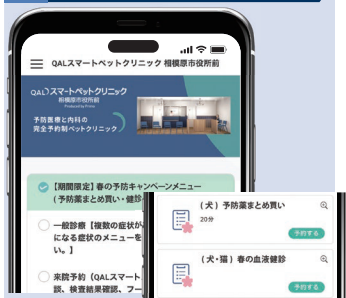 QALスマートペットクリニック 相模原市役所前
QALスマートペットクリニック
相模原市役所前
Produced by Prime
予防医療と内科の
完全予約制ペットクリニック
【期間限定】春の予防キャンペーンメニュー
(予防薬まとめ買い・健診
一般診療【複数の症状が
になる症状のメニューを
い。】
来院予約(QALスマート
談、検査結果確認、フー
(犬)予防薬まとめ買い
20分
予約する
(犬・猫)春の血液健診
予約する